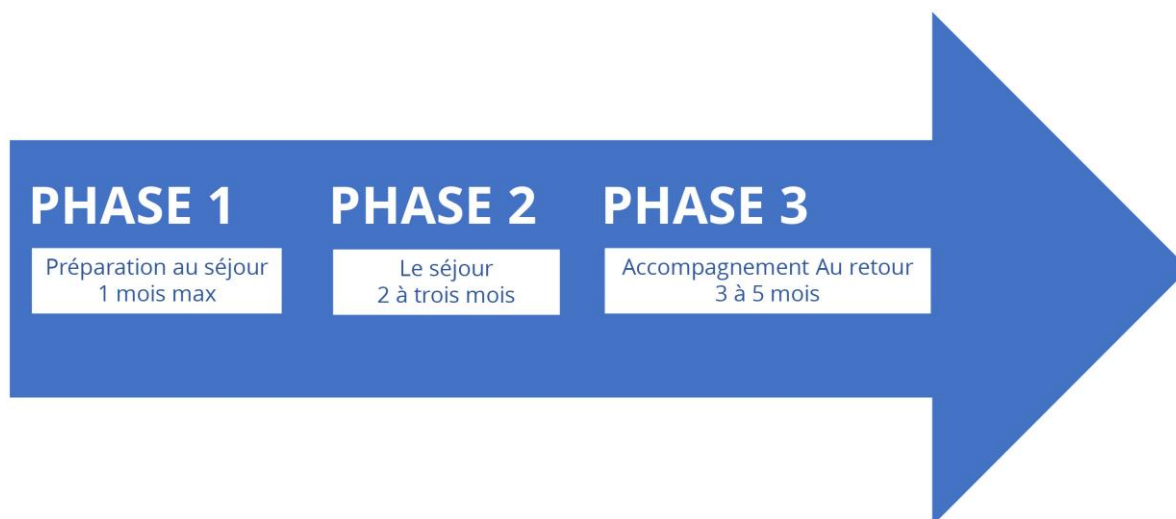 PHASE 1
Préparation au séjour
1 mois max
PHASE 2
Le séjour
2 à trois mois
PHASE 3
Accompagnement Au retour
3 à 5 mois